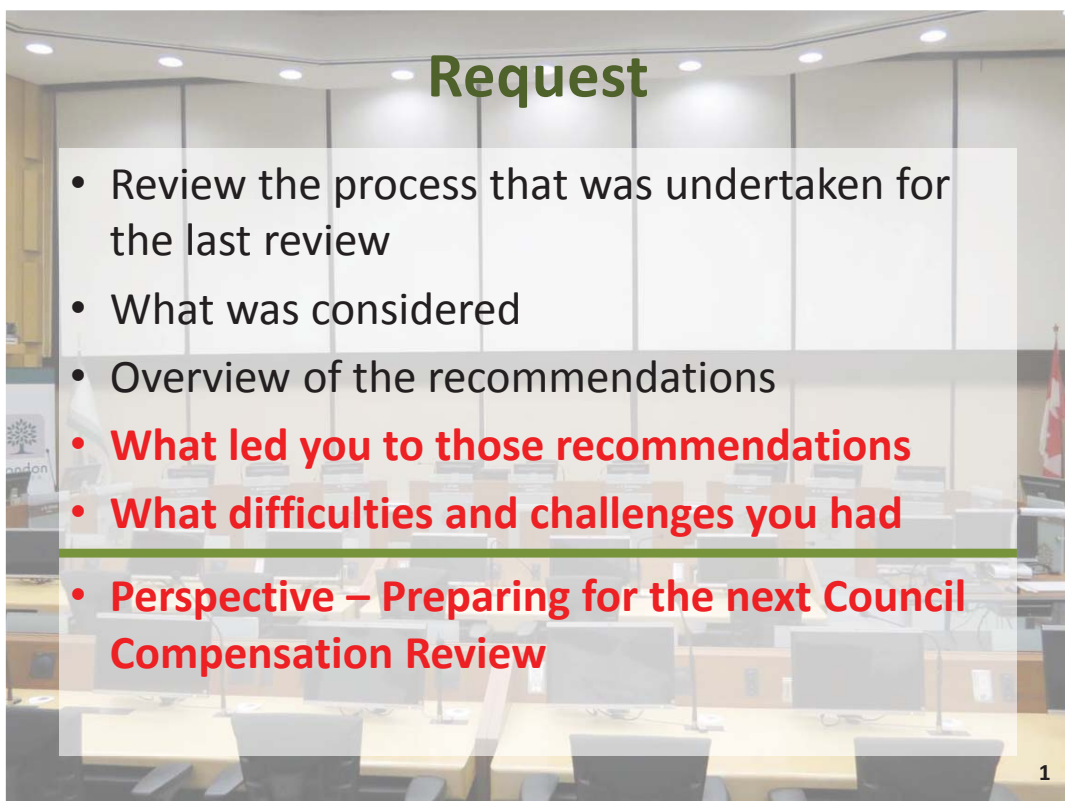 Request
• Review the process that was undertaken for
the last review
• What was considered
• Overview of the recommendations
• What led you to those recommendations
• What difficulties and challenges you had
• Perspective – Preparing for the next Council
Compensation Review
1